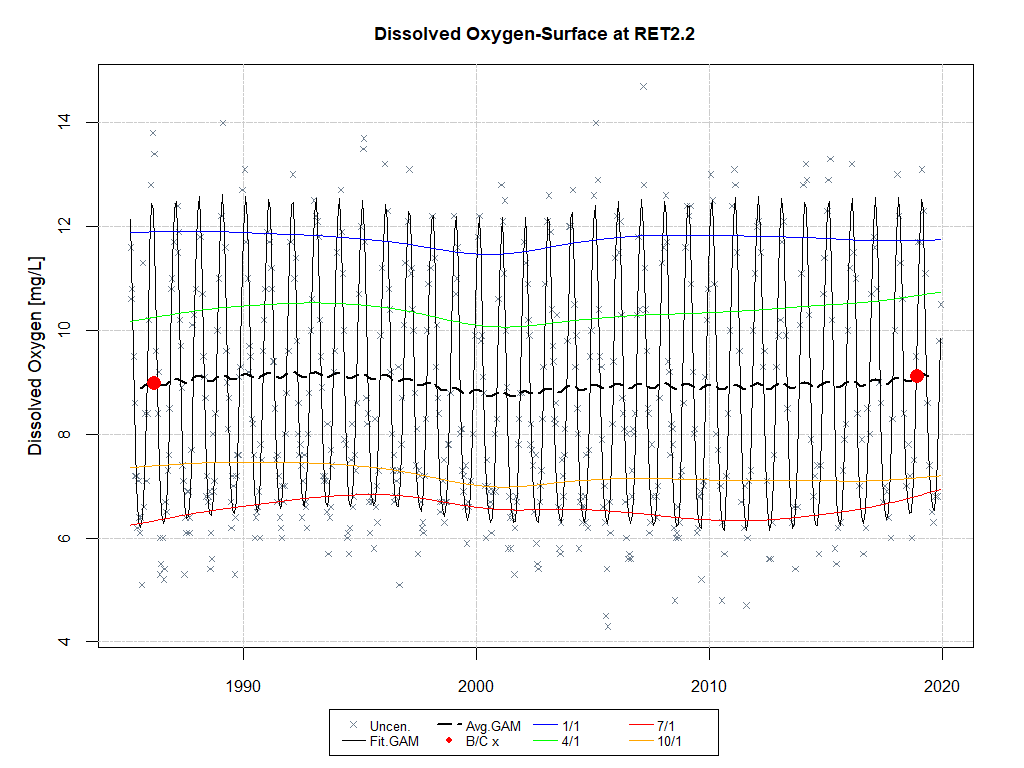 Dissolved Oxygen-Surface at RET2.2
Dissolved Oxygen [mg/L]
14
12
10
8
6
4
1990 2000 2010 2020
Uncen. Avg.GAM 1/1 7/1
Fit.GAM B/C x 4/1 10/1